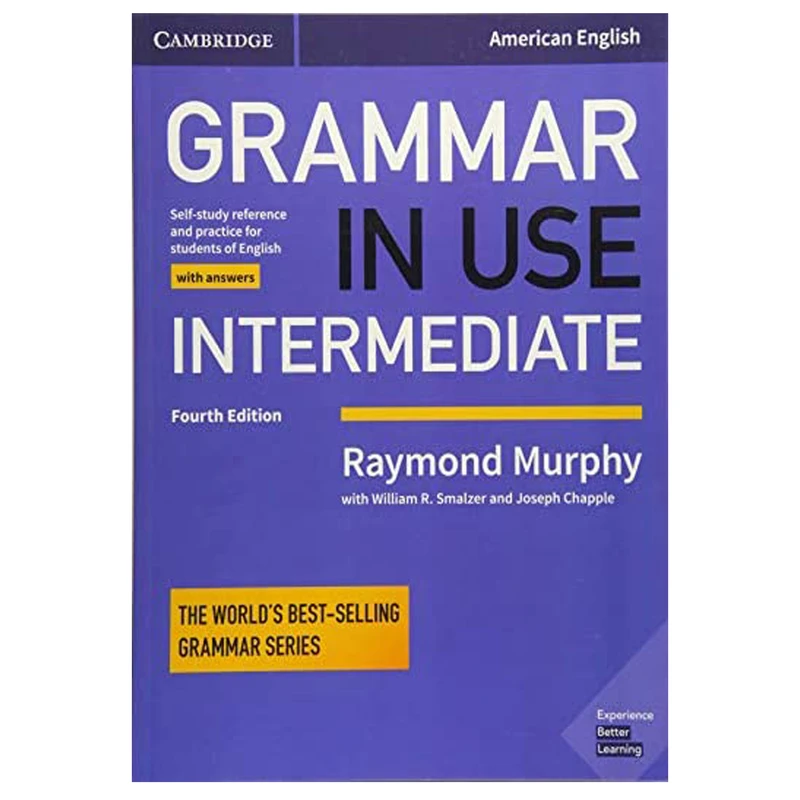 CAMBRIDGE
American English
GRAMMAR
Self-study reference
and practice for
students of English
with answers
IN USE
INTERMEDIATE
Fourth Edition
Raymond Murphy
with William R. Smalzer and Joseph Chapple
THE WORLD'S BEST-SELLING
GRAMMAR SERIES
Experience
Better
Learning